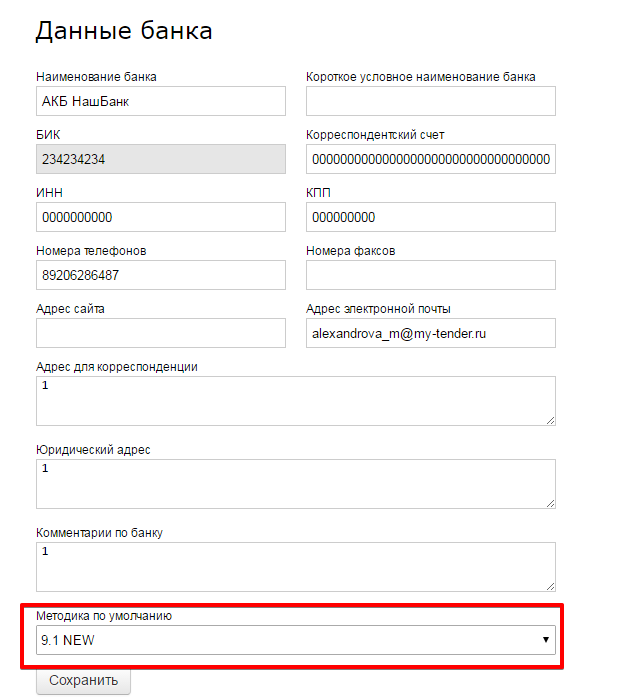 Данные банка
Наименование банка
Короткое условное наименование банка
АКБ НашБанк
БИК
Корреспондентский счет
234234234
0000000000000000000000000000000000
ИНН
КПП
0000000000
000000000
Номера телефонов
Номера факсов
89206286487
Адрес сайта
Адрес электронной почты
alexandrova_m@my-tender.ru
Адрес для корреспонденции
1
Юридический адрес
1
Комментарии по банку
1
Методика по умолчанию
9.1 NEW
Сохранить